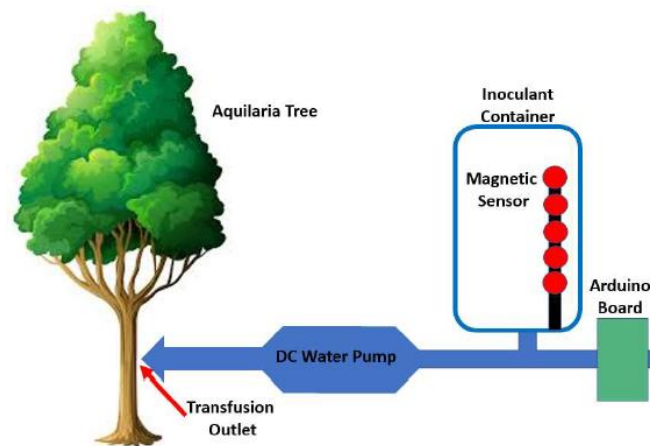 Aquilaria Tree
Inoculant
Container
Magnetic
Sensor
Arduino
Board
DC Water Pump
Transfusion
Outlet